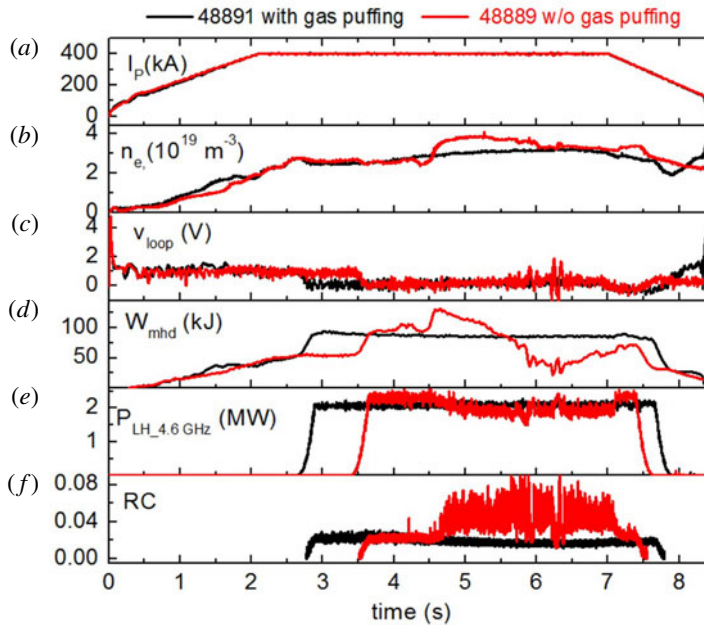 48891 with gas puffing 48889 w/o gas puffing
(a) 400 I_P(kA)
200
0
(b) 4 n_e,(10^19 m^-3)
2
0
(c) 4 v_loop (V)
2
0
(d) W_mhd (kJ)
100
50
(e) 2 P_LH_4.6 GHz (MW)
1
(f) 0.08 RC
0.04
0.00
0 1 2 3 4 5 6 7 8
time (s)